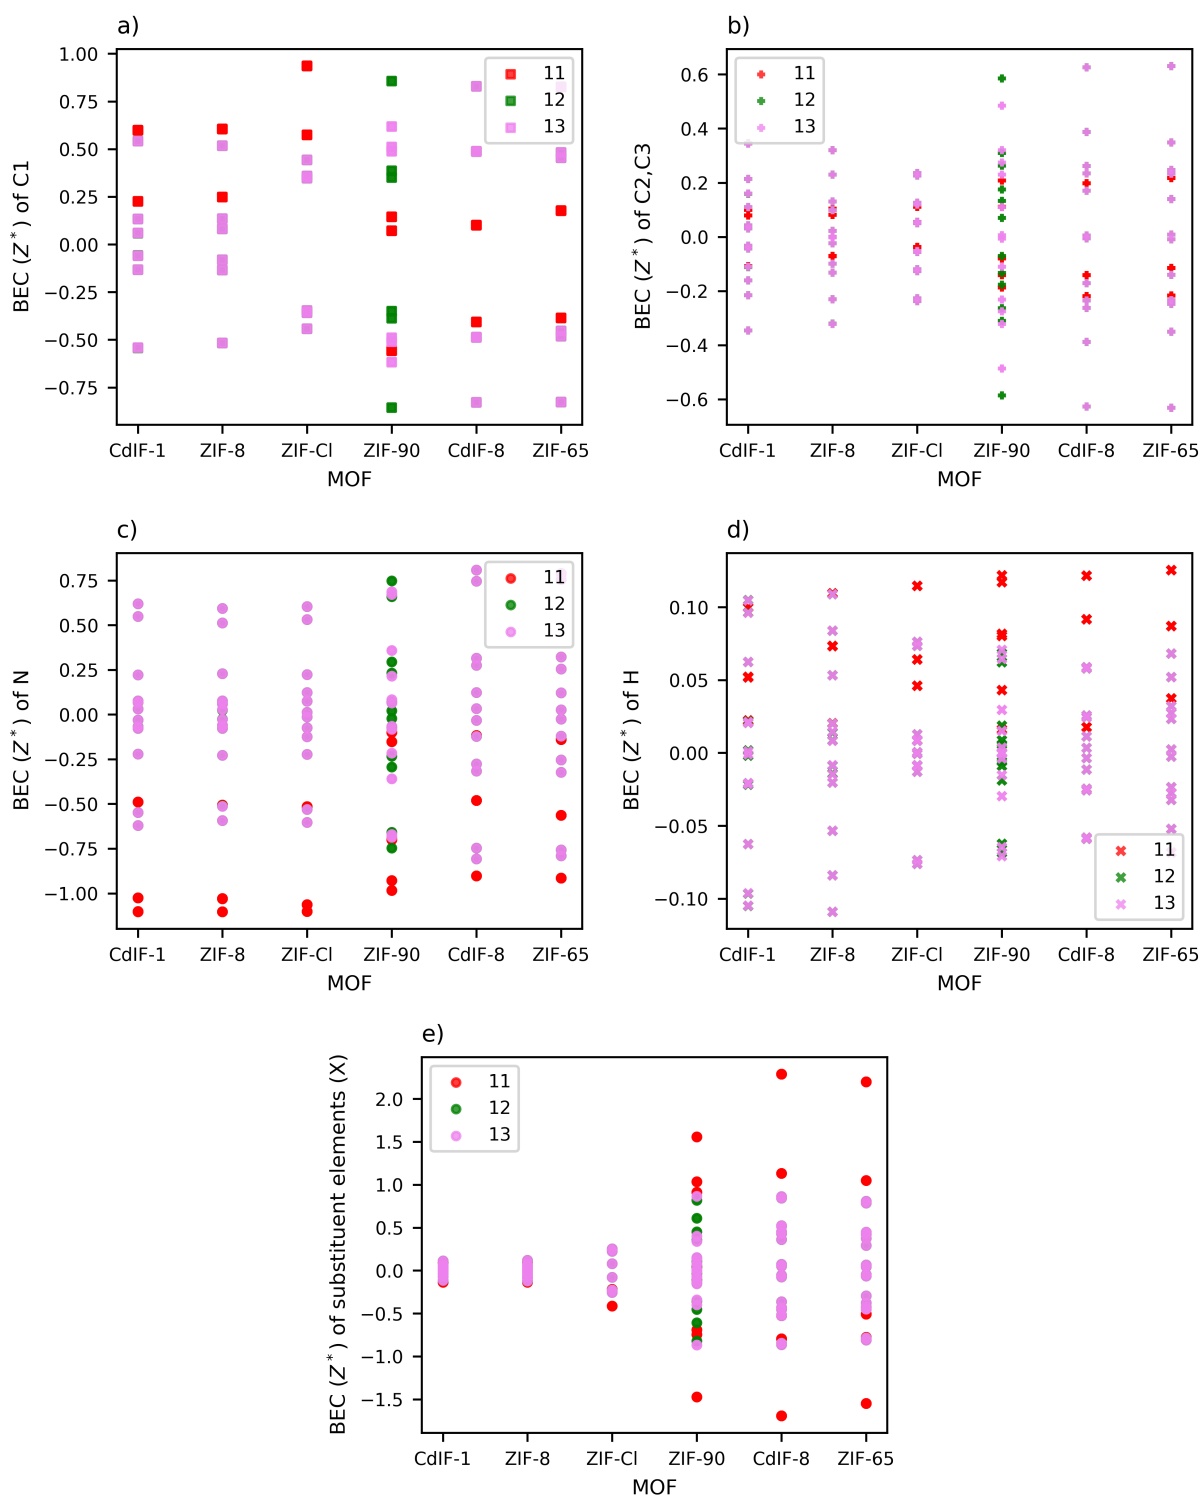 a)
BEC (Z*) of C1
1.00
0.75
0.50
0.25
0.00
−0.25
−0.50
−0.75
11
12
13
CdIF-1 ZIF-8 ZIF-Cl ZIF-90 CdIF-8 ZIF-65
MOF
b)
BEC (Z*) of C2,C3
0.6
0.4
0.2
0.0
−0.2
−0.4
−0.6
11
12
13
CdIF-1 ZIF-8 ZIF-Cl ZIF-90 CdIF-8 ZIF-65
MOF
c)
BEC (Z*) of N
0.75
0.50
0.25
0.00
−0.25
−0.50
−0.75
−1.00
11
12
13
CdIF-1 ZIF-8 ZIF-Cl ZIF-90 CdIF-8 ZIF-65
MOF
d)
BEC (Z*) of H
0.10
0.05
0.00
−0.05
−0.10
11
12
13
CdIF-1 ZIF-8 ZIF-Cl ZIF-90 CdIF-8 ZIF-65
MOF
e)
BEC (Z*) of substituent elements (X)
2.0
1.5
1.0
0.5
0.0
−0.5
−1.0
−1.5
11
12
13
CdIF-1 ZIF-8 ZIF-Cl ZIF-90 CdIF-8 ZIF-65
MOF